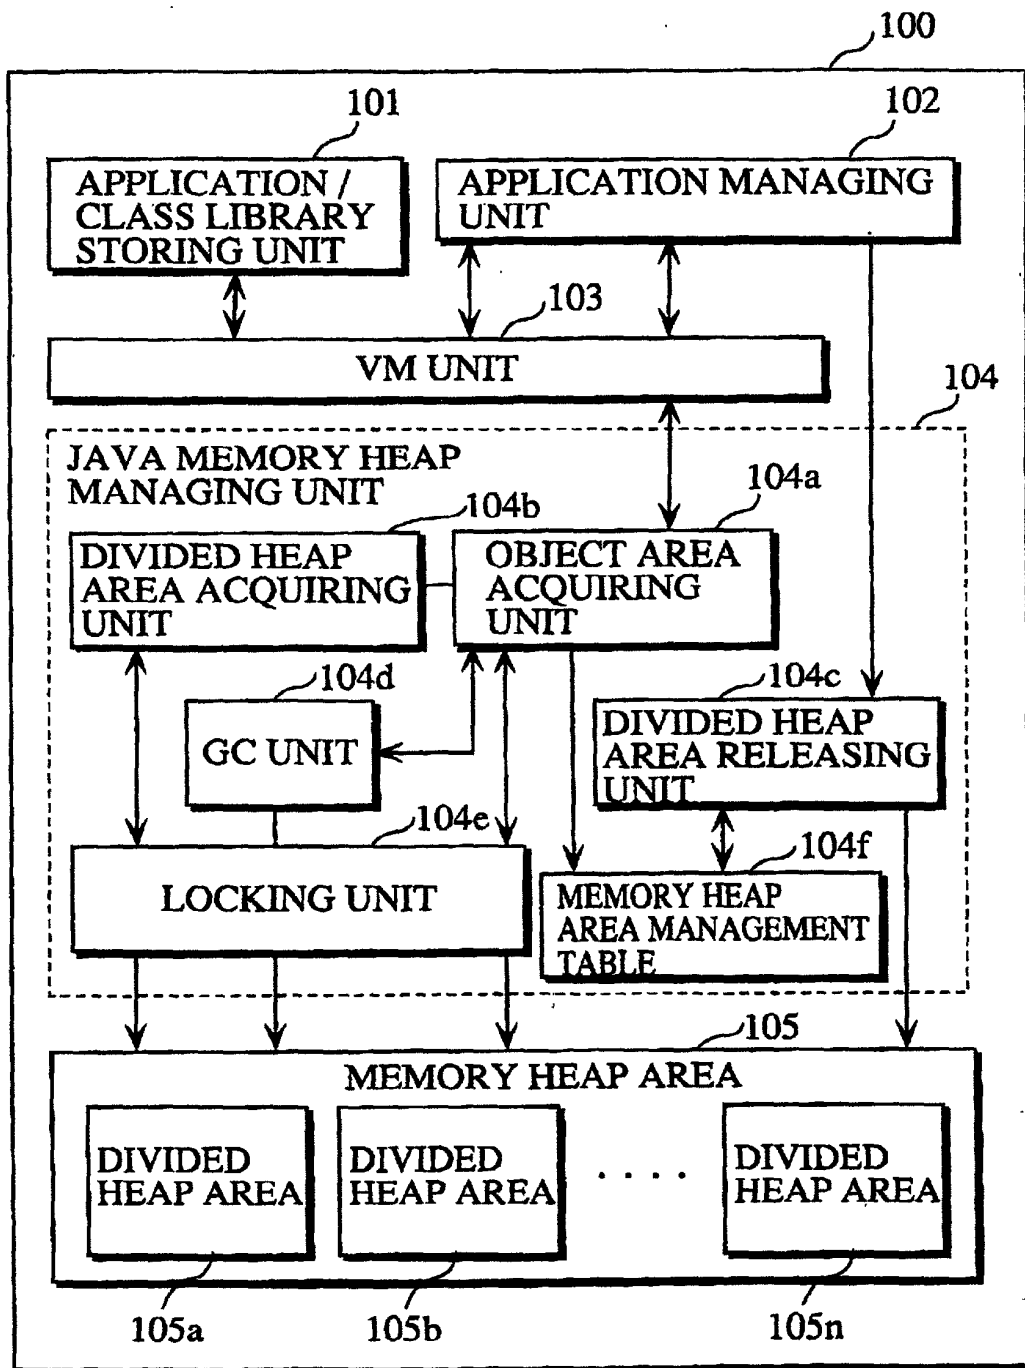 100
101
102
APPLICATION /
CLASS LIBRARY
STORING UNIT
APPLICATION MANAGING
UNIT
103
VM UNIT
104
JAVA MEMORY HEAP
MANAGING UNIT
104a
104b
DIVIDED HEAP
AREA ACQUIRING
UNIT
OBJECT AREA
ACQUIRING
UNIT
104d
GC UNIT
104c
DIVIDED HEAP
AREA RELEASING
UNIT
104e
LOCKING UNIT
104f
MEMORY HEAP
AREA MANAGEMENT
TABLE
105
MEMORY HEAP AREA
DIVIDED
HEAP AREA
DIVIDED
HEAP AREA
. . . .
DIVIDED
HEAP AREA
105a
105b
105n